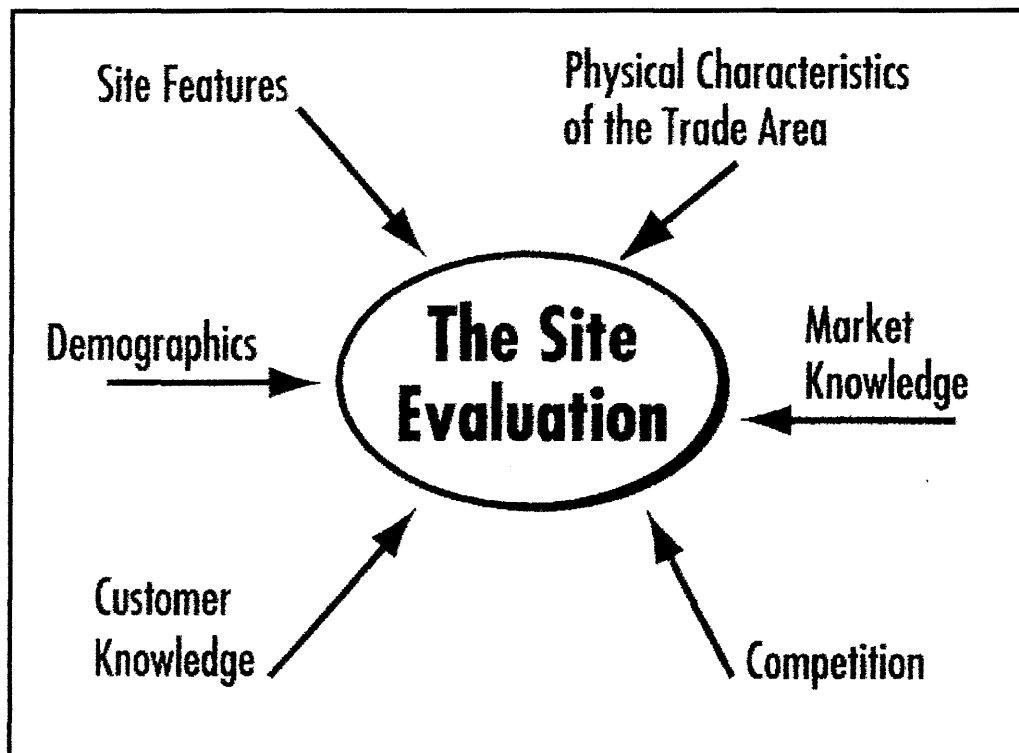 Site Features
Physical Characteristics
of the Trade Area
Demographics
The Site
Evaluation
Market
Knowledge
Customer
Knowledge
Competition